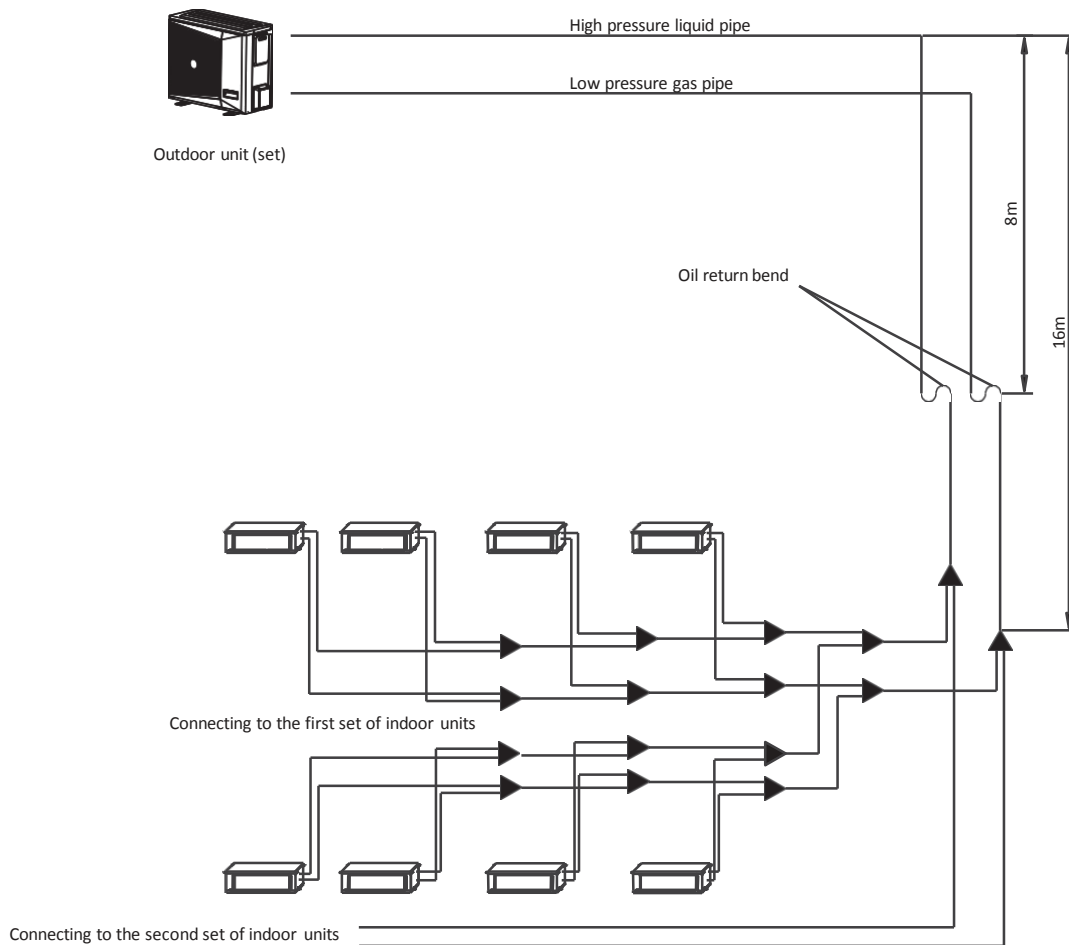 High pressure liquid pipe
Low pressure gas pipe
Outdoor unit (set)
8m
Oil return bend
16m
Connecting to the first set of indoor units
Connecting to the second set of indoor units